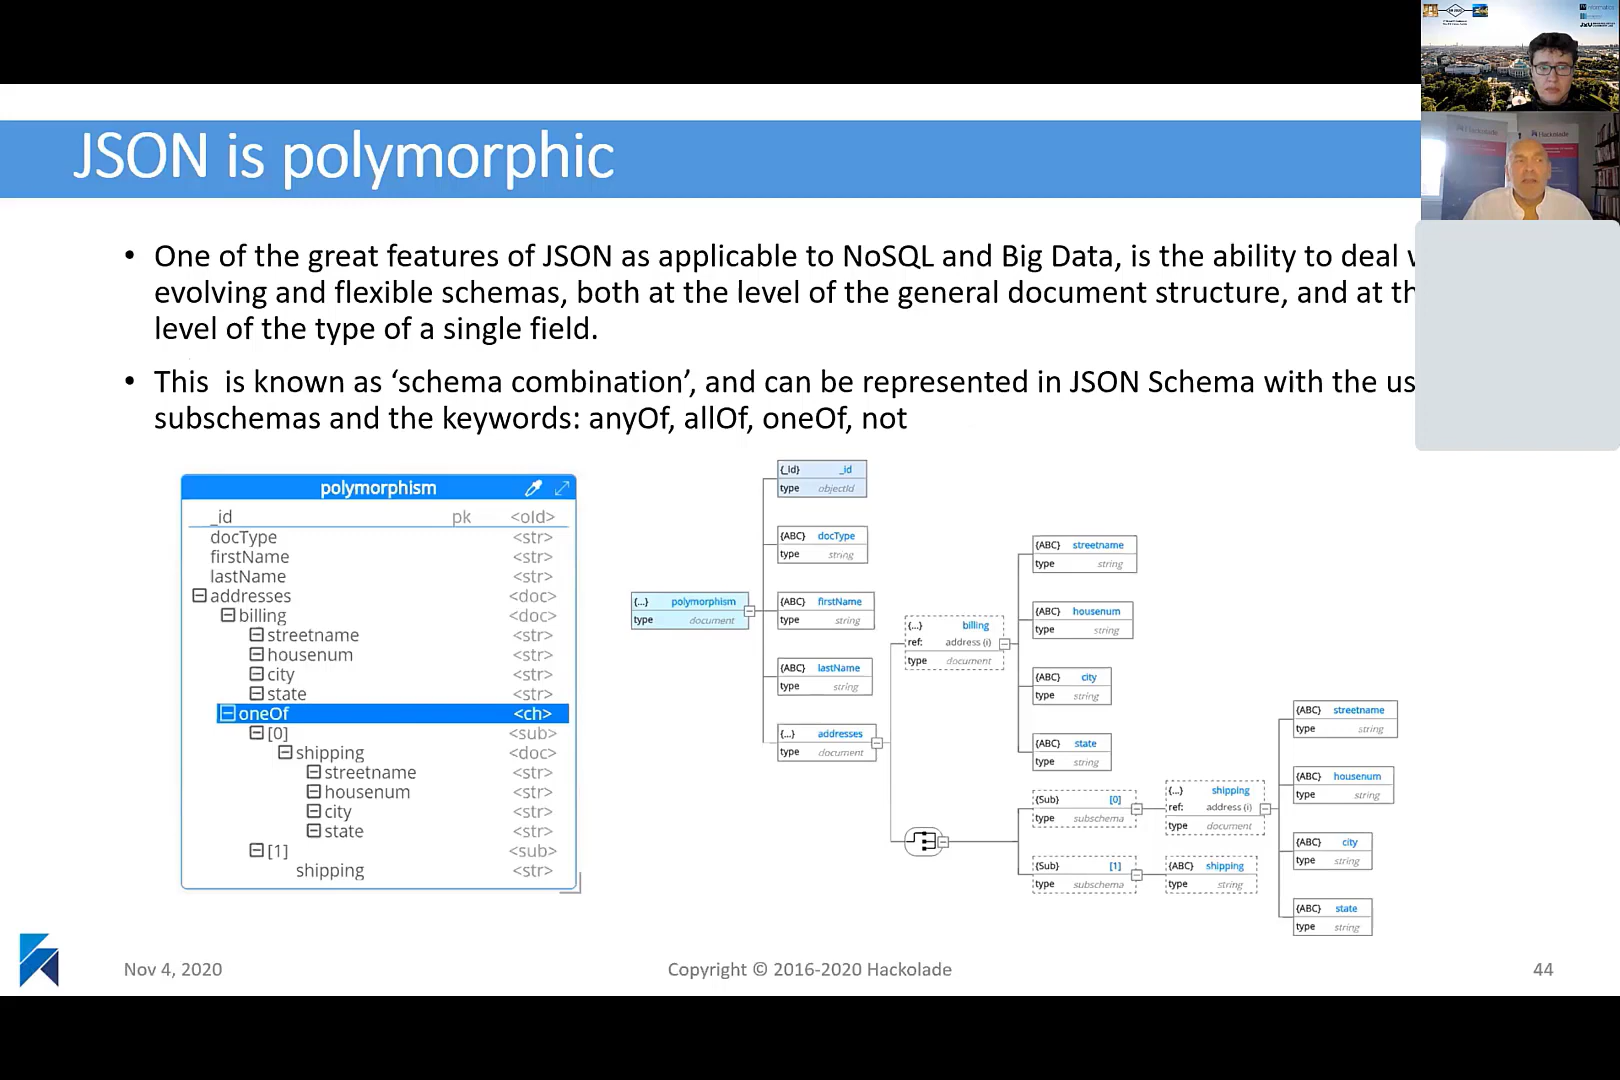 JSON is polymorphic
• One of the great features of JSON as applicable to NoSQL and Big Data, is the ability to deal
evolving and flexible schemas, both at the level of the general document structure, and at
level of the type of a single field.
• This is known as ‘schema combination’, and can be represented in JSON Schema with the
subschemas and the keywords: anyOf, allOf, oneOf, not
polymorphism
_id pk <oId>
docType <str>
firstName <str>
lastName <str>
addresses <doc>
billing <doc>
streetname <str>
housenum <str>
city <str>
state <str>
oneOf <ch>
[0] <sub>
shipping <doc>
streetname <str>
housenum <str>
city <str>
state <str>
[1] <sub>
shipping <str>
{_id} _id
type objectId
{ABC} docType
type string
{...} polymorphism
type document
{ABC} firstName
type string
{ABC} lastName
type string
{...} addresses
type document
{...} billing
ref: address (i)
type document
{ABC} streetname
type string
{ABC} housenum
type string
{ABC} city
type string
{ABC} state
type string
{Sub} [0]
type subschema
{Sub} [1]
type subschema
{...} shipping
ref: address (i)
type document
{ABC} shipping
type string
{ABC} streetname
type string
{ABC} housenum
type string
{ABC} city
type string
{ABC} state
type string
Nov 4, 2020
Copyright © 2016-2020 Hackolade
44
Hackolade